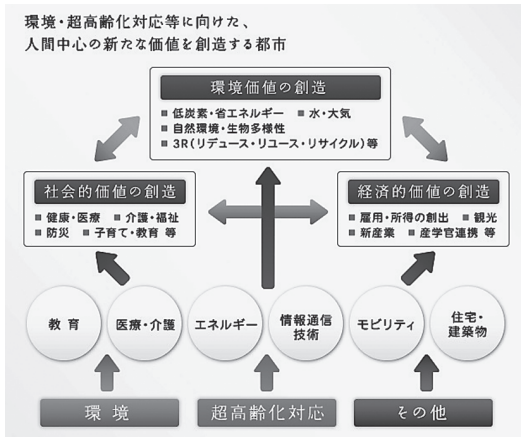 環境・超高齢化対応等に向けた、
人間中心の新たな価値を創造する都市
環境価値の創造
■ 低炭素・省エネルギー ■ 水・大気
■ 自然環境・生物多様性
■ 3R(リデュース・リユース・リサイクル)等
社会的価値の創造
■ 健康・医療 ■ 介護・福祉
■ 防災 ■ 子育て・教育 等
経済的価値の創造
■ 雇用・所得の創出 ■ 観光
■ 新産業 ■ 産学官連携 等
教育
医療・介護
エネルギー
情報通信
技術
モビリティ
住宅・
建築物
環境
超高齢化対応
その他